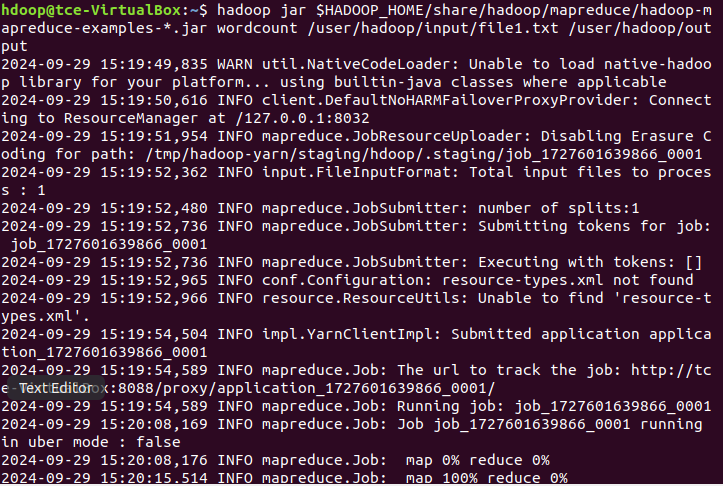 hdoop@tce-VirtualBox:~$ hadoop jar $HADOOP_HOME/share/hadoop/mapreduce/hadoop-m
apreduce-examples-*.jar wordcount /user/hadoop/input/file1.txt /user/hadoop/out
put
2024-09-29 15:19:49,835 WARN util.NativeCodeLoader: Unable to load native-hadoo
p library for your platform... using builtin-java classes where applicable
2024-09-29 15:19:50,616 INFO client.DefaultNoHARMFailoverProxyProvider: Connect
ing to ResourceManager at /127.0.0.1:8032
2024-09-29 15:19:51,954 INFO mapreduce.JobResourceUploader: Disabling Erasure C
oding for path: /tmp/hadoop-yarn/staging/hdoop/.staging/job_1727601639866_0001
2024-09-29 15:19:52,362 INFO input.FileInputFormat: Total input files to proces
s : 1
2024-09-29 15:19:52,480 INFO mapreduce.JobSubmitter: number of splits:1
2024-09-29 15:19:52,736 INFO mapreduce.JobSubmitter: Submitting tokens for job:
 job_1727601639866_0001
2024-09-29 15:19:52,736 INFO mapreduce.JobSubmitter: Executing with tokens: []
2024-09-29 15:19:52,965 INFO conf.Configuration: resource-types.xml not found
2024-09-29 15:19:52,966 INFO resource.ResourceUtils: Unable to find 'resource-t
ypes.xml'.
2024-09-29 15:19:54,504 INFO impl.YarnClientImpl: Submitted application applica
tion_1727601639866_0001
2024-09-29 15:19:54,589 INFO mapreduce.Job: The url to track the job: http://tc
e- Text Editor :8088/proxy/application_1727601639866_0001/
2024-09-29 15:19:54,589 INFO mapreduce.Job: Running job: job_1727601639866_0001
2024-09-29 15:20:08,169 INFO mapreduce.Job: Job job_1727601639866_0001 running
in uber mode : false
2024-09-29 15:20:08,176 INFO mapreduce.Job:  map 0% reduce 0%
2024-09-29 15:20:15,514 INFO mapreduce.Job:  map 100% reduce 0%